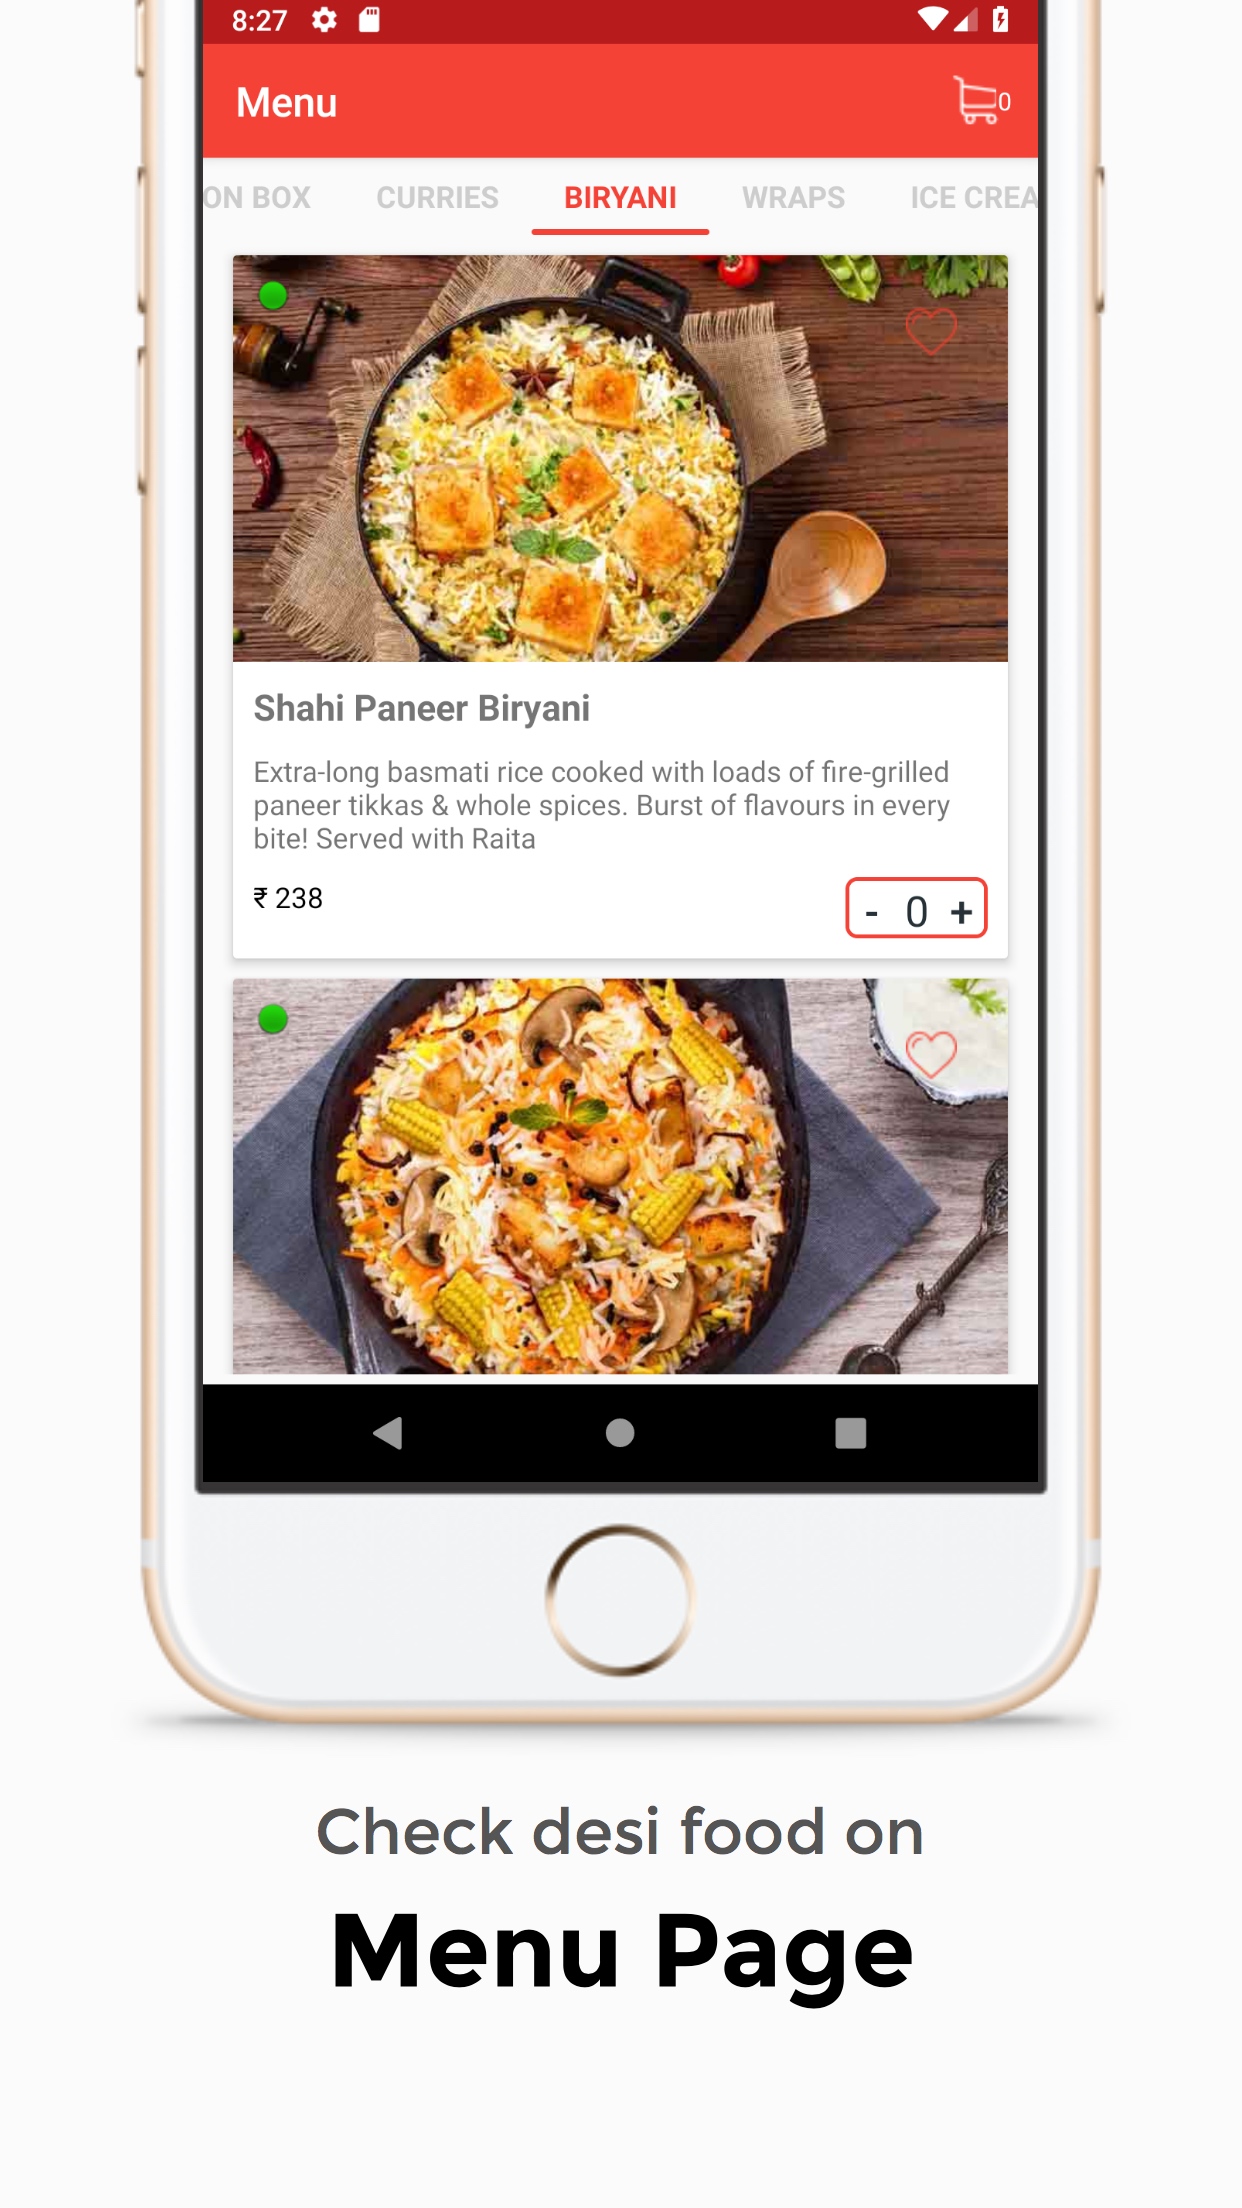 8:27
Menu
0
ON BOX CURRIES BIRYANI WRAPS ICE CREA
Shahi Paneer Biryani
Extra-long basmati rice cooked with loads of fire-grilled
paneer tikkas & whole spices. Burst of flavours in every
bite! Served with Raita
₹ 238
- 0 +
Check desi food on
Menu Page